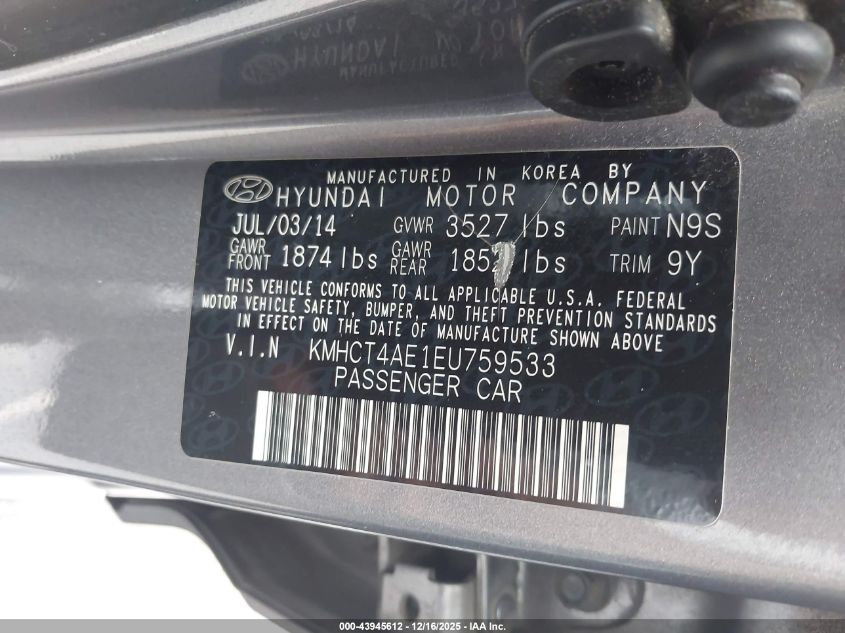 MANUFACTURED IN KOREA BY
HYUNDAI MOTOR COMPANY
JUL/03/14 GVWR 3527 lbs PAINT N9S
GAWR FRONT 1874 lbs GAWR REAR lbs TRIM 9Y
THIS VEHICLE CONFORMS TO ALL APPLICABLE U.S.A. FEDERAL
MOTOR VEHICLE SAFETY, BUMPER, AND THEFT PREVENTION STANDARDS
IN EFFECT ON THE DATE OF MANUFACTURE SHOWN ABOVE
V.I.N KMHCT4AE1EU759533
PASSENGER CAR
000-43945612 - 12/16/2025 - IAA Inc.